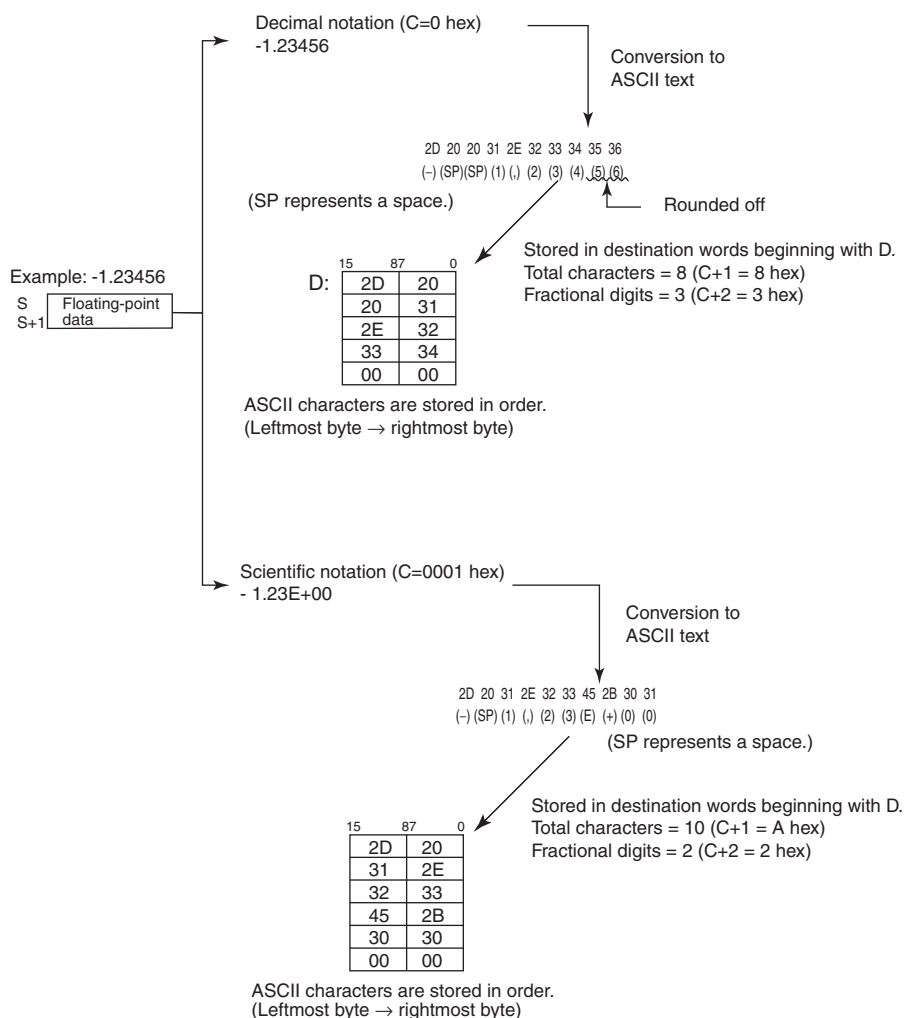 Decimal notation (C=0 hex)
-1.23456
Conversion to
ASCII text
2D 20 20 31 2E 32 33 34 35 36
(–) (SP)(SP) (1) (,) (2) (3) (4) (5) (6)
(SP represents a space.)
Rounded off
Stored in destination words beginning with D.
Total characters = 8 (C+1 = 8 hex)
Fractional digits = 3 (C+2 = 3 hex)
Example: -1.23456
S
S+1
Floating-point
data
15 87 0
D:
2D 20
20 31
2E 32
33 34
00 00
ASCII characters are stored in order.
(Leftmost byte → rightmost byte)
Scientific notation (C=0001 hex)
- 1.23E+00
Conversion to
ASCII text
2D 20 31 2E 32 33 45 2B 30 31
(–) (SP) (1) (,) (2) (3) (E) (+) (0) (0)
(SP represents a space.)
Stored in destination words beginning with D.
Total characters = 10 (C+1 = A hex)
Fractional digits = 2 (C+2 = 2 hex)
15 87 0
2D 20
31 2E
32 33
45 2B
30 30
00 00
ASCII characters are stored in order.
(Leftmost byte → rightmost byte)